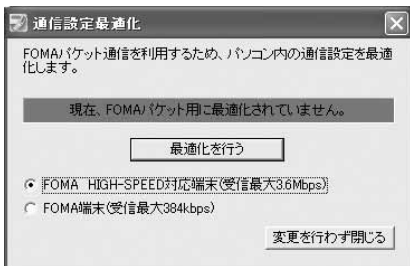 通信設定最適化
FOMAパケット通信を利用するため、パソコン内の通信設定を最適
化します。
現在、FOMAパケット用に最適化されていません。
最適化を行う
FOMA HIGH-SPEED対応端末(受信最大3.6Mbps)
FOMA端末(受信最大384kbps)
変更を行わず閉じる